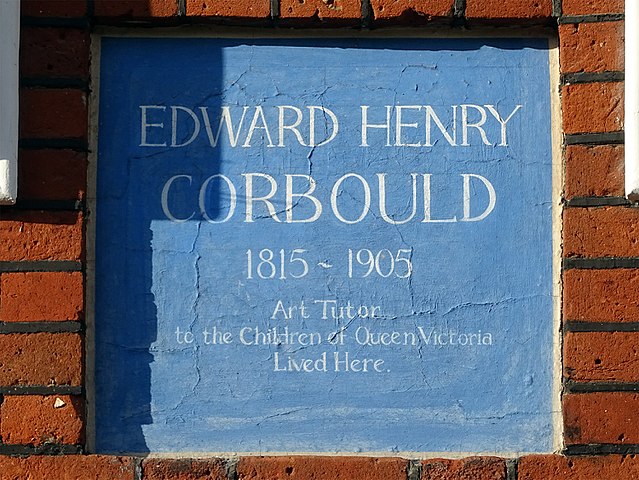 EDWARD HENRY
CORBOULD
1815 ~ 1905
Art Tutor
to the Children of Queen Victoria
Lived Here.